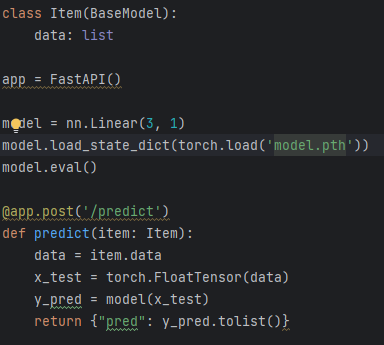 class Item(BaseModel):
    data: list
app = FastAPI()
model = nn.Linear(3, 1)
model.load_state_dict(torch.load('model.pth'))
model.eval()
@app.post('/predict')
def predict(item: Item):
    data = item.data
    x_test = torch.FloatTensor(data)
    y_pred = model(x_test)
    return {"pred": y_pred.tolist()}